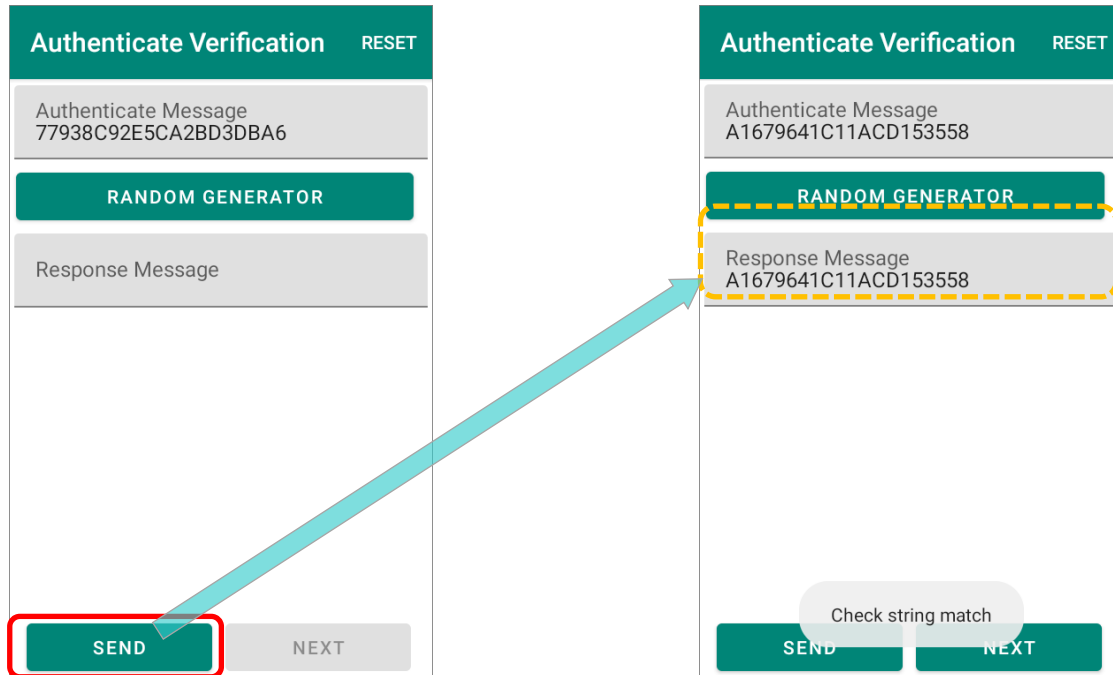 Authenticate Verification RESET
Authenticate Message
77938C92E5CA2BD3DBA6
RANDOM GENERATOR
Response Message
SEND NEXT
Authenticate Verification RESET
Authenticate Message
A1679641C11ACD153558
RANDOM GENERATOR
Response Message
A1679641C11ACD153558
Check string match
SEND NEXT